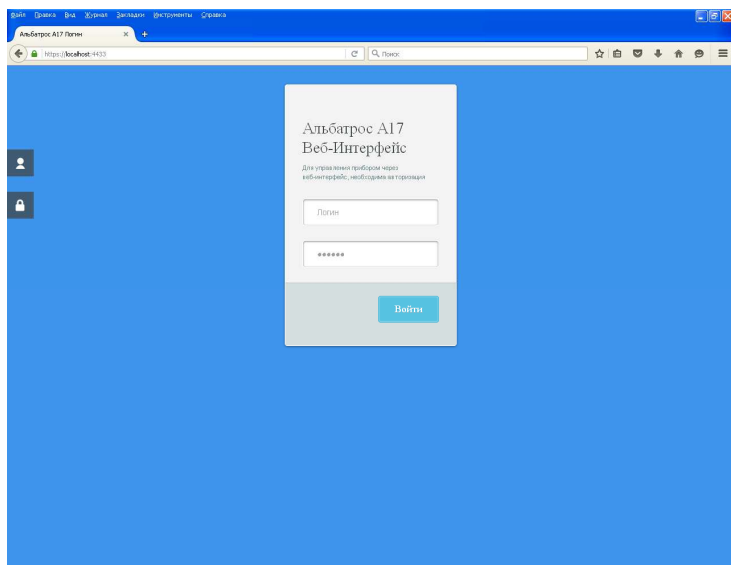 Файл Правка Вид Журнал Закладки Инструменты Справка
Альбатрос А17 Логин
https://localhost:4433
Поиск
Альбатрос А17
Веб-Интерфейс
Для управления прибором через
веб-интерфейс, необходима авторизация
Логин
••••••
Войти